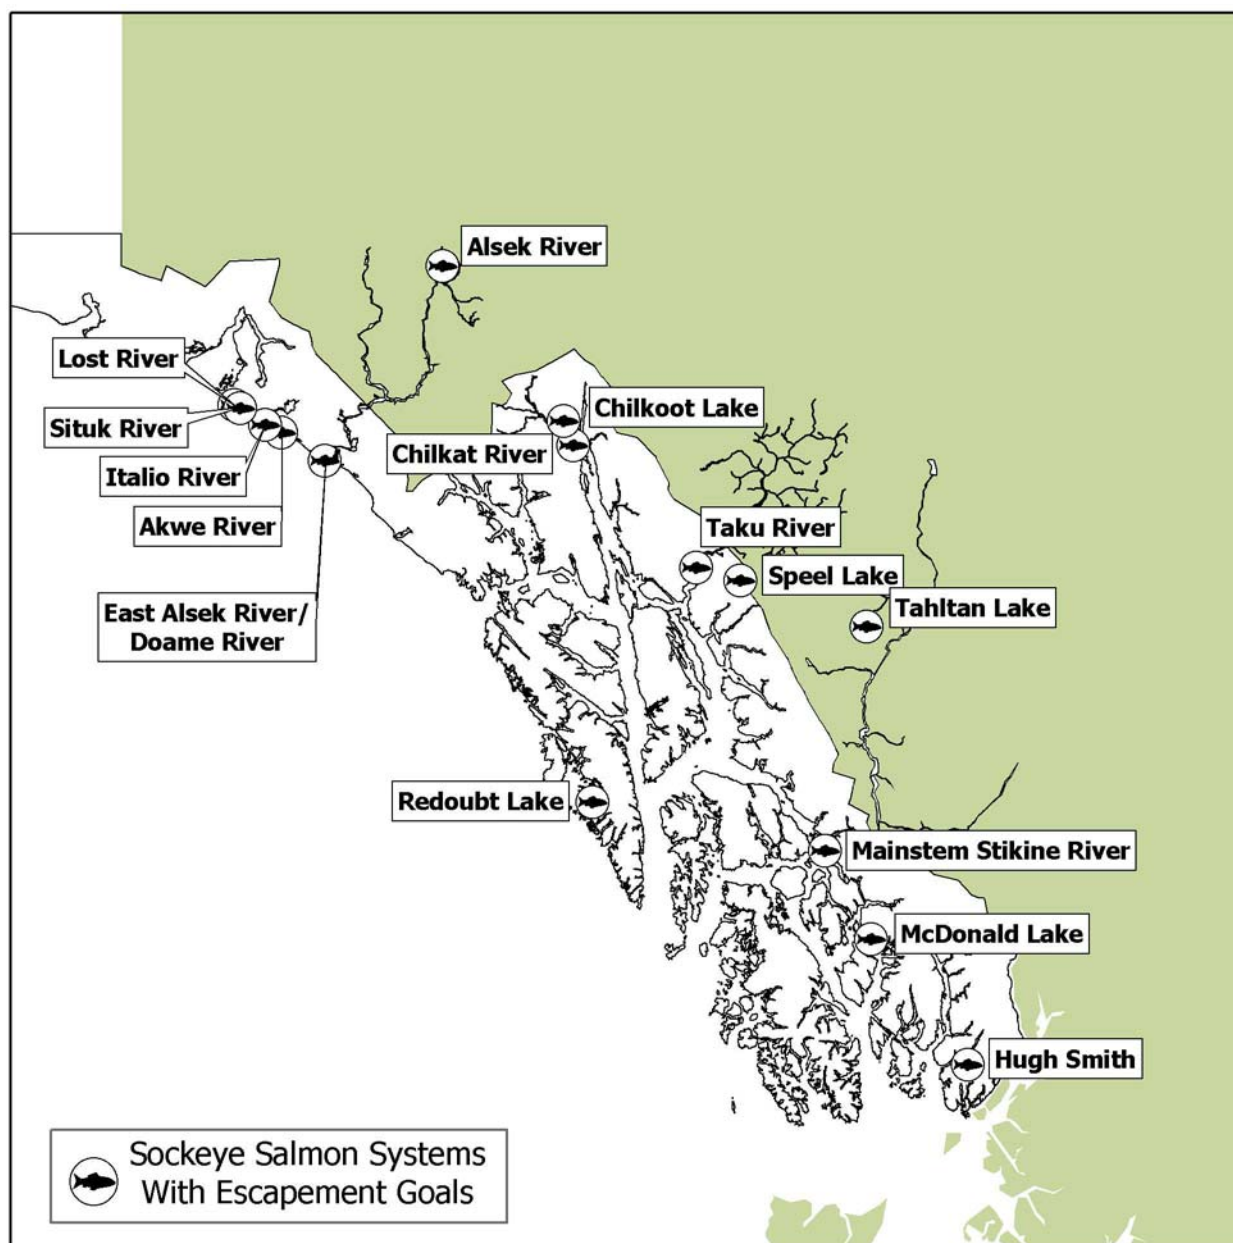 Alsek River
Lost River
Situk River
Italio River
Akwe River
East Alsek River/
Doame River
Chilkoot Lake
Chilkat River
Taku River
Speel Lake
Tahltan Lake
Redoubt Lake
Mainstem Stikine River
McDonald Lake
Hugh Smith
Sockeye Salmon Systems
With Escapement Goals